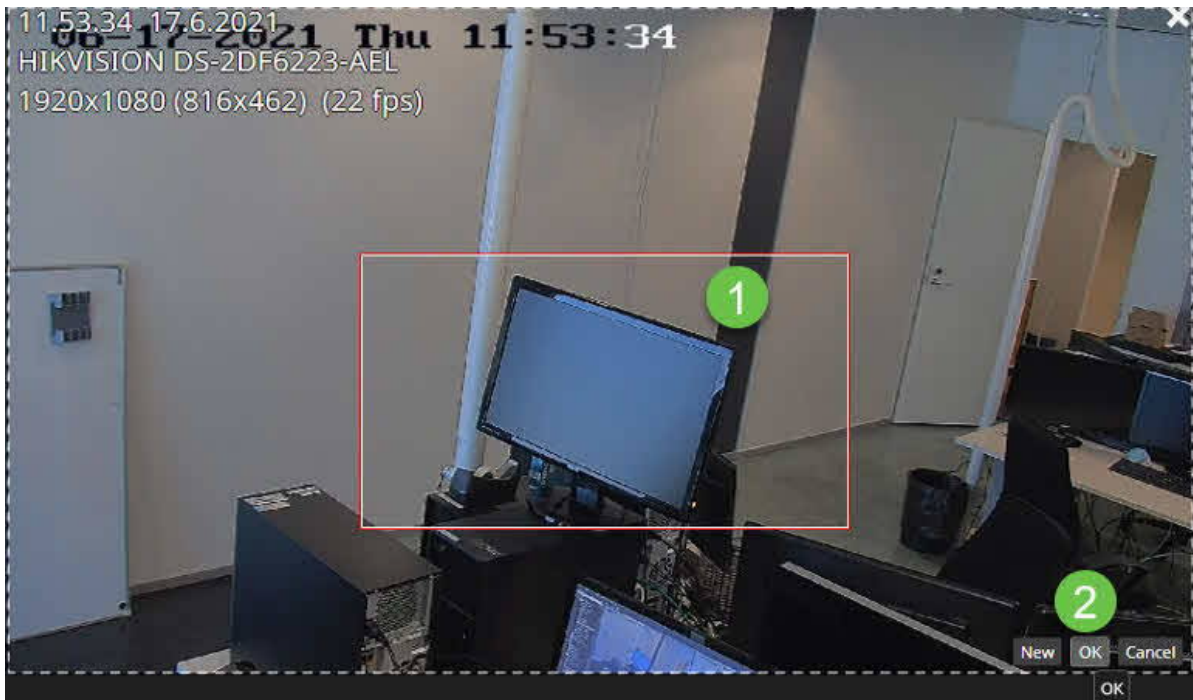 11.53.34 17.6.2021
06-17-2021 Thu 11:53:34
HIKVISION DS-2DF6223-AEL
1920x1080 (816x462) (22 fps)
1
2
New OK Cancel
OK